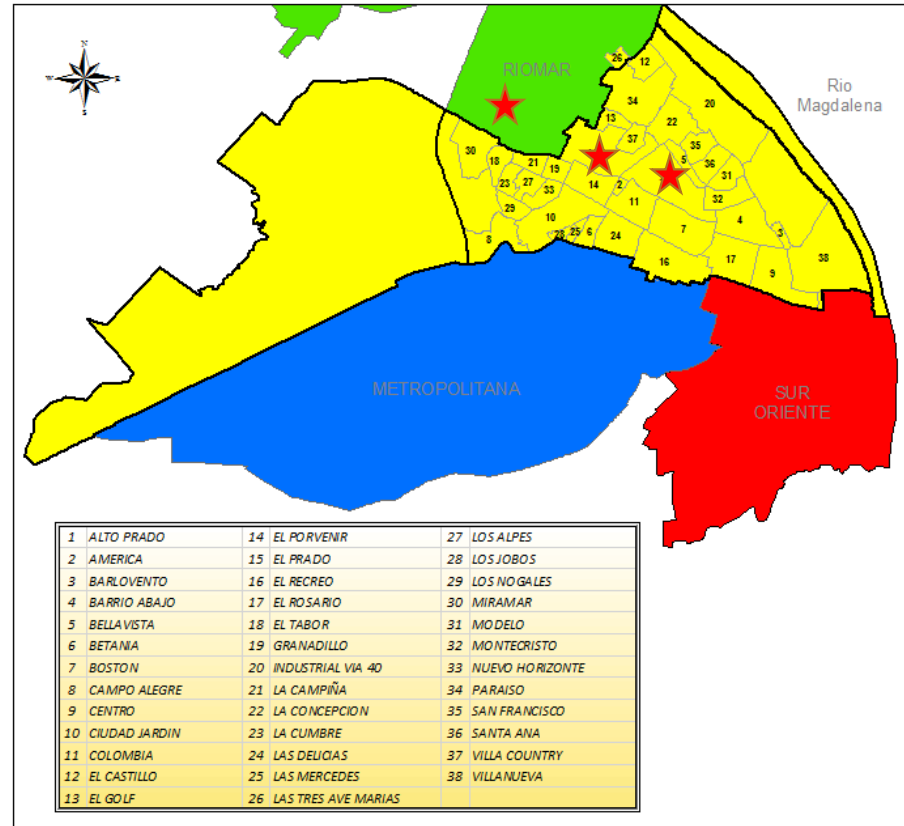 N
W E
S
RIOMAR
Rio
Magdalena
26 12
34 20
13 22
37 35
30 18 21 19 5 36
23 27 33 14 2 31
29 11 32
10 7 4
8 28 25 6 24 3
16 17 9 38
METROPOLITANA
SUR
ORIENTE
1 ALTO PRADO 14 EL PORVENIR 27 LOS ALPES
2 AMERICA 15 EL PRADO 28 LOS JOBOS
3 BARLOVENTO 16 EL RECREO 29 LOS NOGALES
4 BARRIO ABAJO 17 EL ROSARIO 30 MIRAMAR
5 BELLAVISTA 18 EL TABOR 31 MODELO
6 BETANIA 19 GRANADILLO 32 MONTECRISTO
7 BOSTON 20 INDUSTRIAL VIA 40 33 NUEVO HORIZONTE
8 CAMPO ALEGRE 21 LA CAMPIÑA 34 PARAISO
9 CENTRO 22 LA CONCEPCION 35 SAN FRANCISCO
10 CIUDAD JARDIN 23 LA CUMBRE 36 SANTA ANA
11 COLOMBIA 24 LAS DELICIAS 37 VILLA COUNTRY
12 EL CASTILLO 25 LAS MERCEDES 38 VILLANUEVA
13 EL GOLF 26 LAS TRES AVE MARIAS